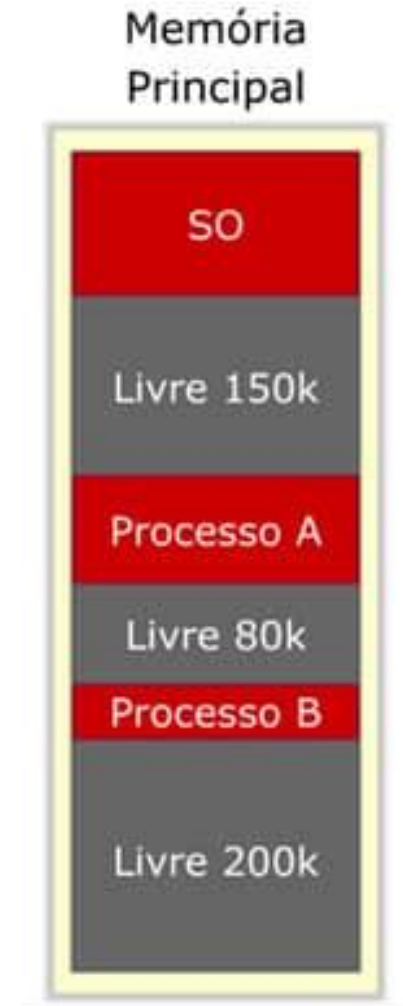 Memória
Principal
SO
Livre 150k
Processo A
Livre 80k
Processo B
Livre 200k